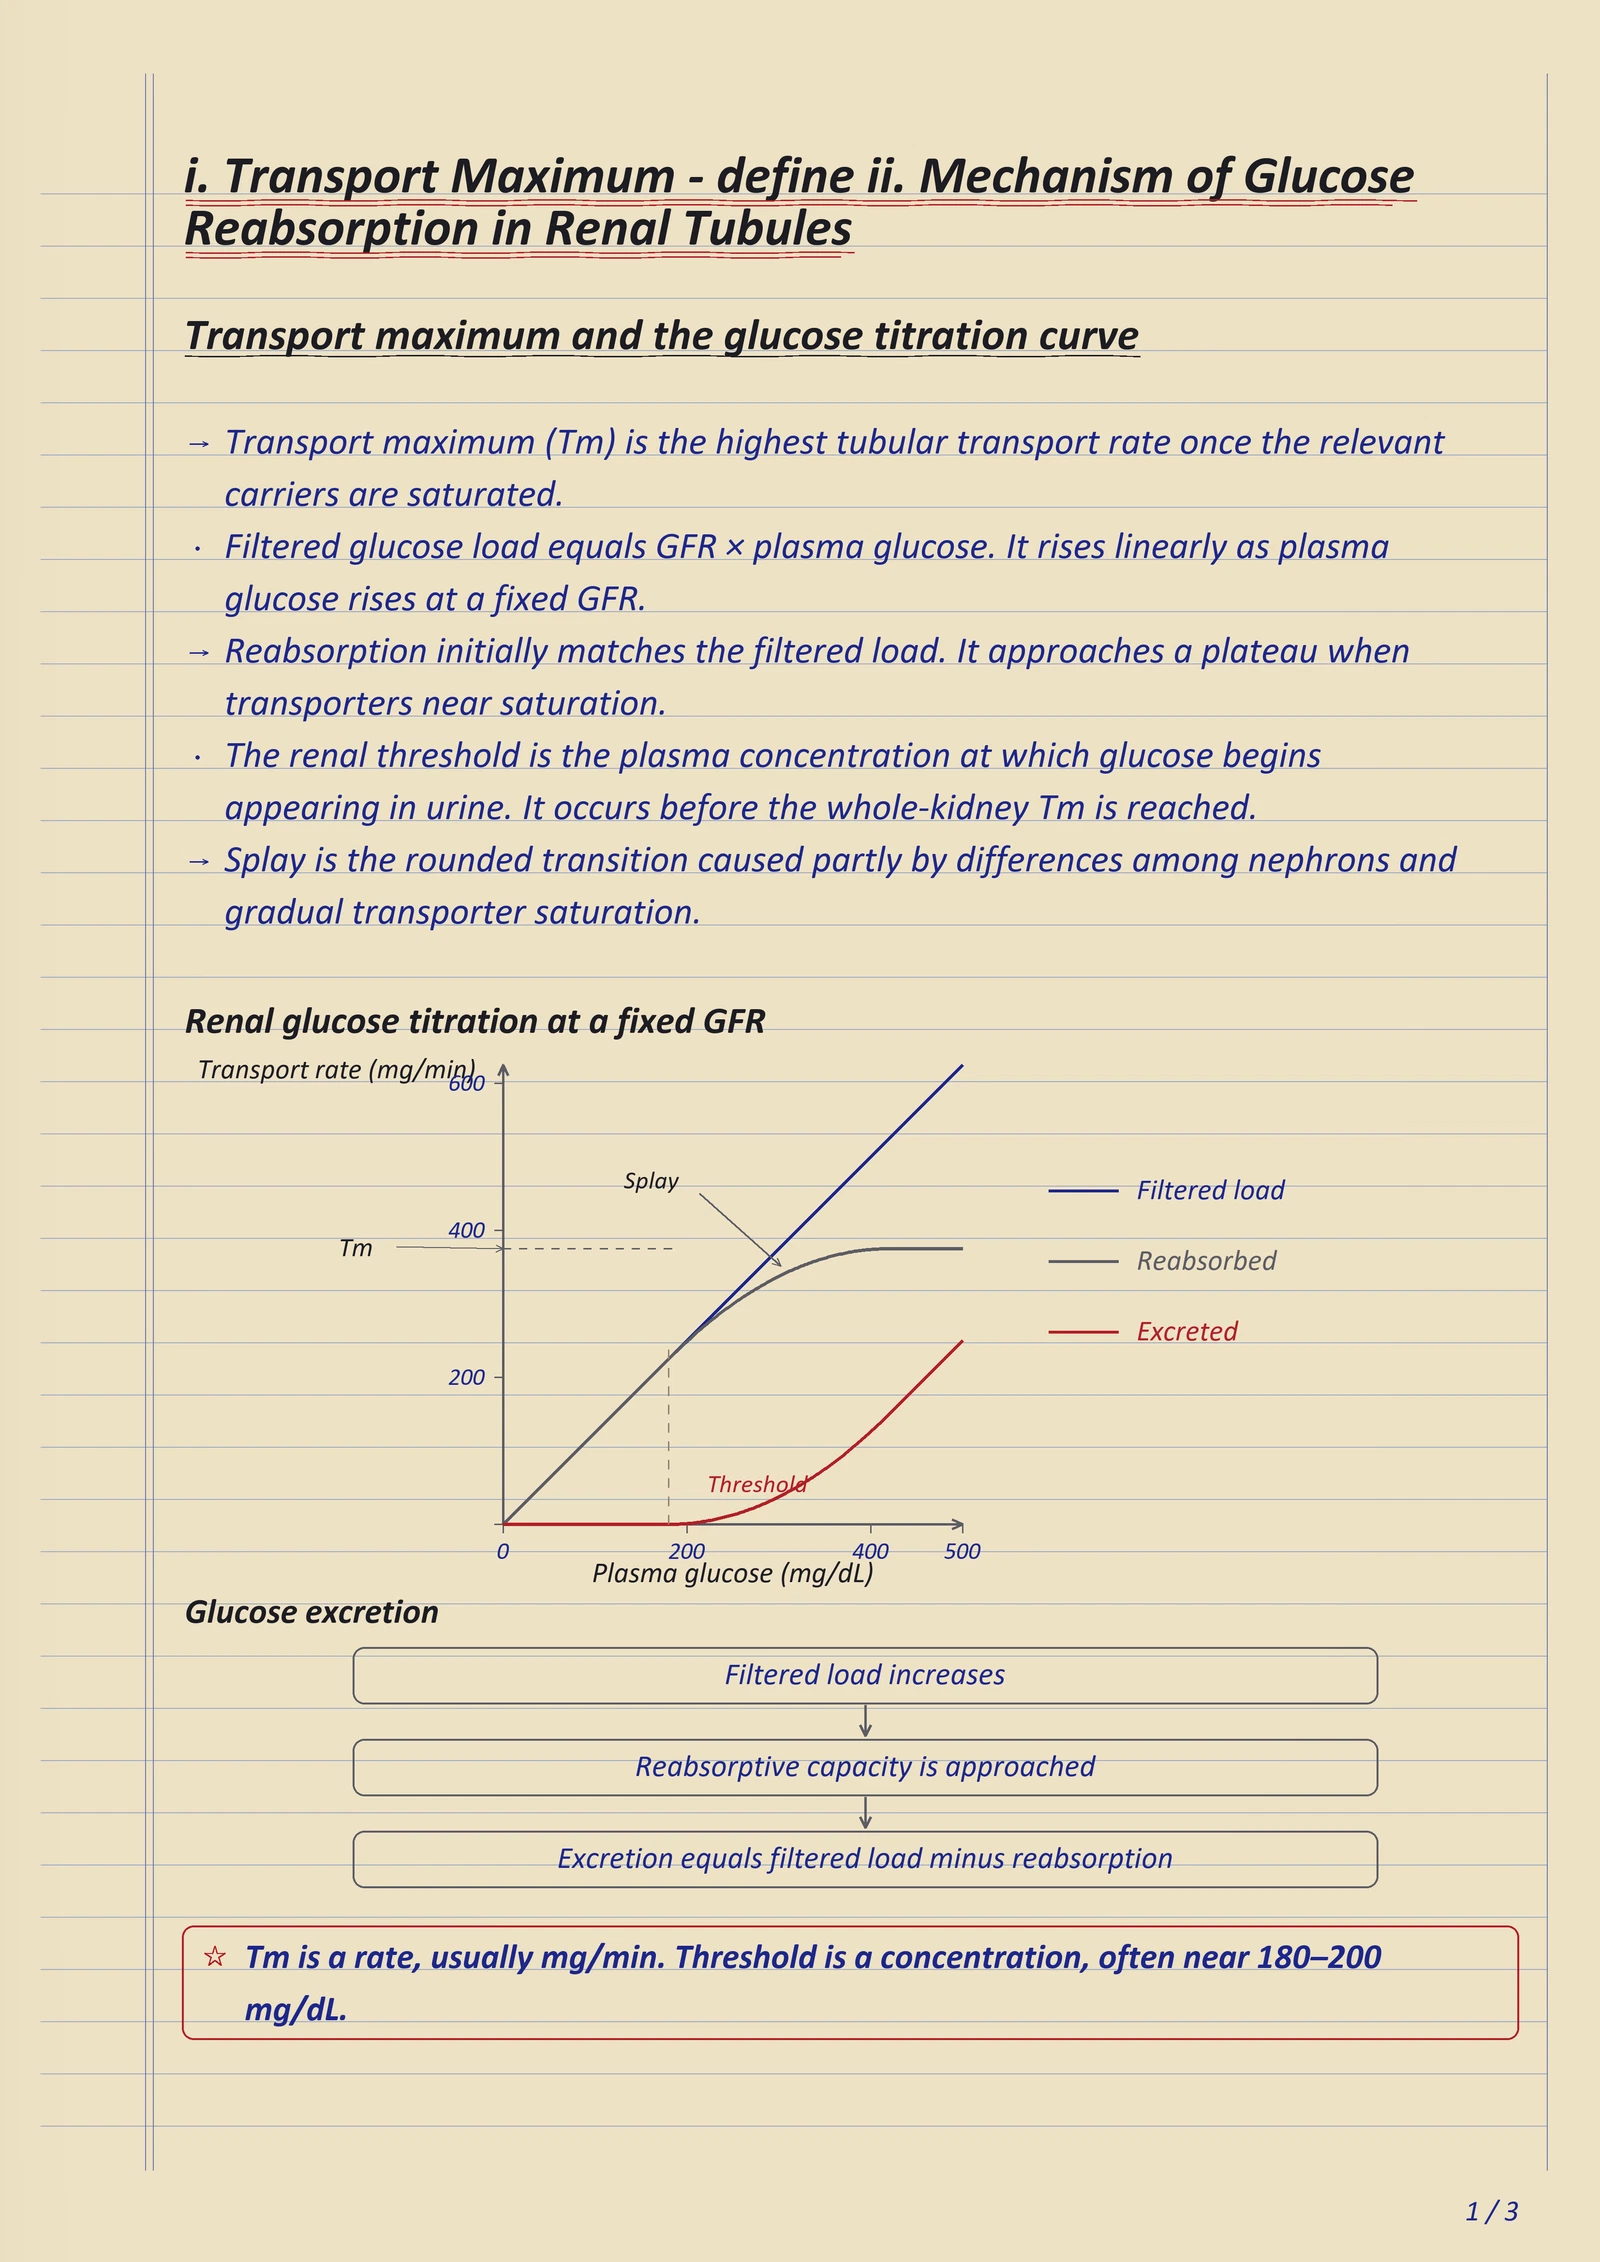 i. Transport Maximum - define ii. Mechanism of Glucose
Reabsorption in Renal Tubules
Transport maximum and the glucose titration curve
→ Transport maximum (Tm) is the highest tubular transport rate once the relevant
carriers are saturated.
· Filtered glucose load equals GFR × plasma glucose. It rises linearly as plasma
glucose rises at a fixed GFR.
→ Reabsorption initially matches the filtered load. It approaches a plateau when
transporters near saturation.
· The renal threshold is the plasma concentration at which glucose begins
appearing in urine. It occurs before the whole-kidney Tm is reached.
→ Splay is the rounded transition caused partly by differences among nephrons and
gradual transporter saturation.
Renal glucose titration at a fixed GFR
Transport rate (mg/min)
600
Splay
Filtered load
400
Tm
Reabsorbed
Excreted
200
Threshold
0 200 400 500
Plasma glucose (mg/dL)
Glucose excretion
Filtered load increases
Reabsorptive capacity is approached
Excretion equals filtered load minus reabsorption
☆ Tm is a rate, usually mg/min. Threshold is a concentration, often near 180–200
mg/dL.
1 / 3